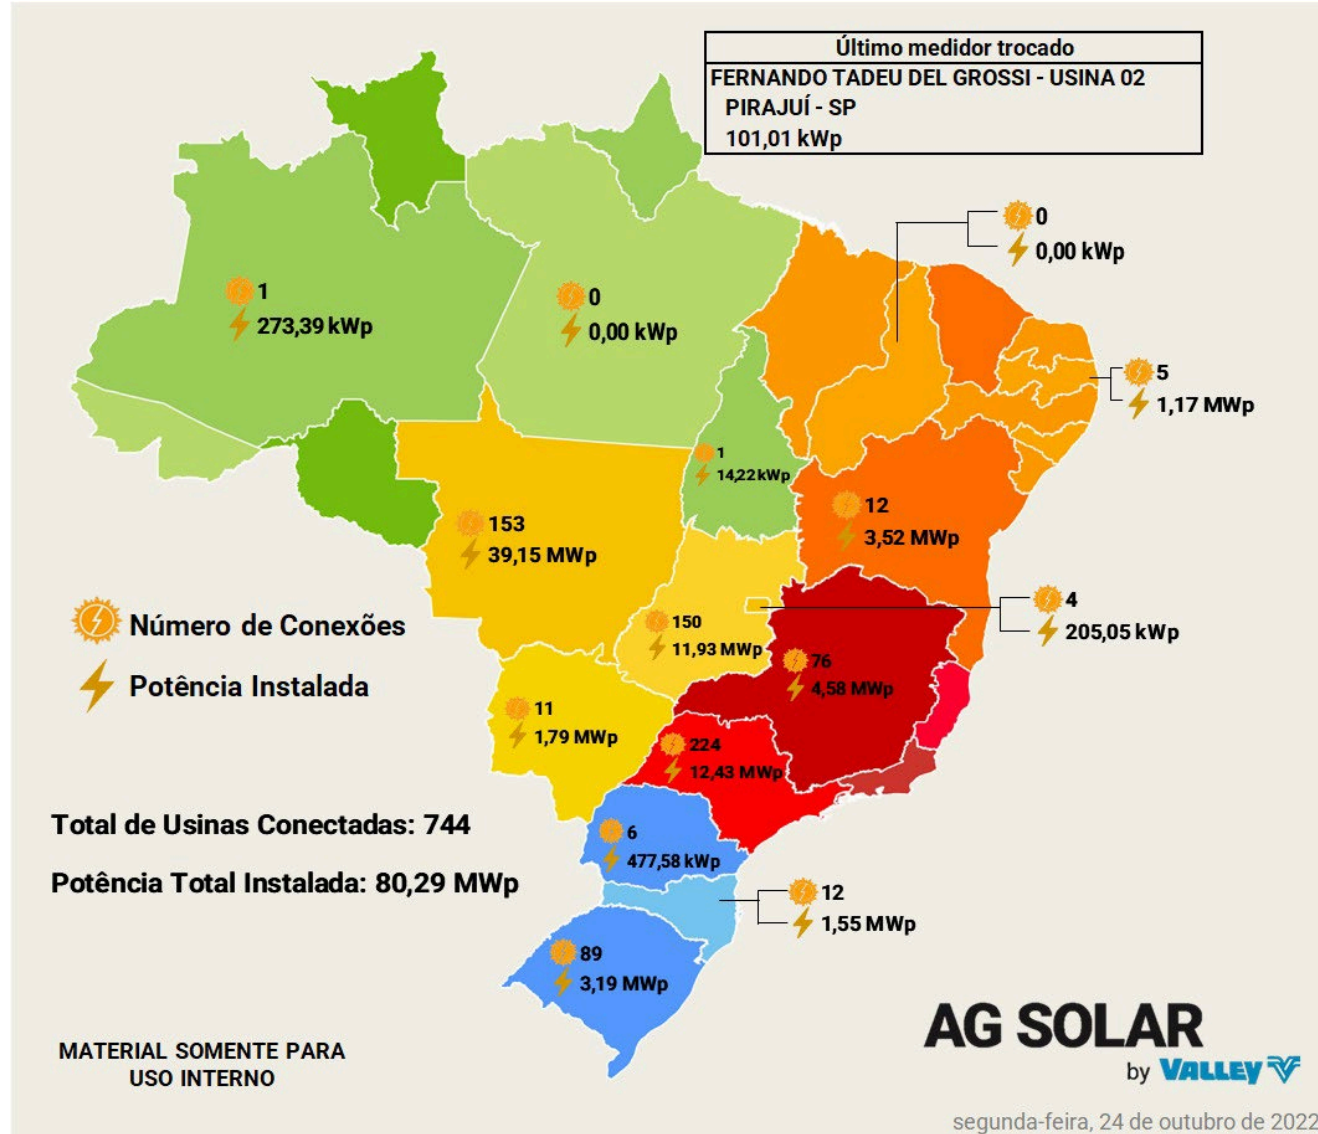 Último medidor trocado
FERNANDO TADEU DEL GROSSI - USINA 02
PIRAJUÍ - SP
101,01 kWp
0
0,00 kWp
1
273,39 kWp
0
0,00 kWp
5
1,17 MWp
1
14,22 kWp
12
3,52 MWp
153
39,15 MWp
4
205,05 kWp
150
11,93 MWp
76
4,58 MWp
Número de Conexões
Potência Instalada
11
1,79 MWp
224
12,43 MWp
Total de Usinas Conectadas: 744
Potência Total Instalada: 80,29 MWp
6
477,58 kWp
12
1,55 MWp
89
3,19 MWp
MATERIAL SOMENTE PARA
USO INTERNO
AG SOLAR
by VALLEY
segunda-feira, 24 de outubro de 2022